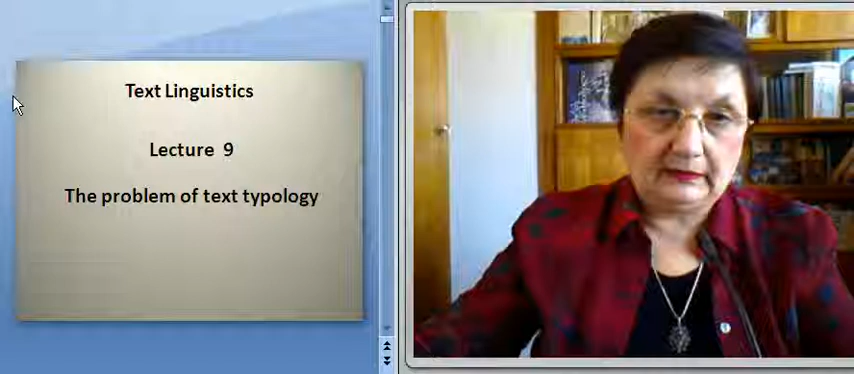 Text Linguistics
Lecture 9
The problem of text typology